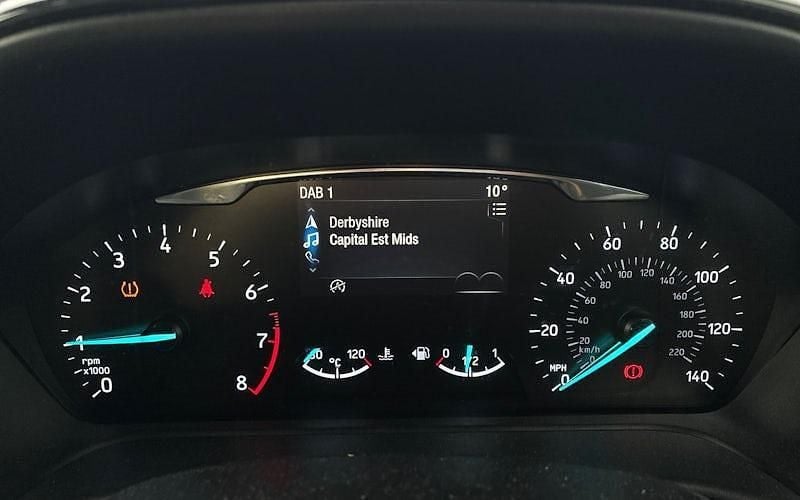 DAB 1 10°
Derbyshire
Capital Est Mids
0 1 2 3 4 5 6 7 8
rpm
x1000
120
°C
0 1/2 1
0 20 40 60 80 100 120 140
MPH
0 20 40 60 80 100 120 140 160 180 200 220
km/h